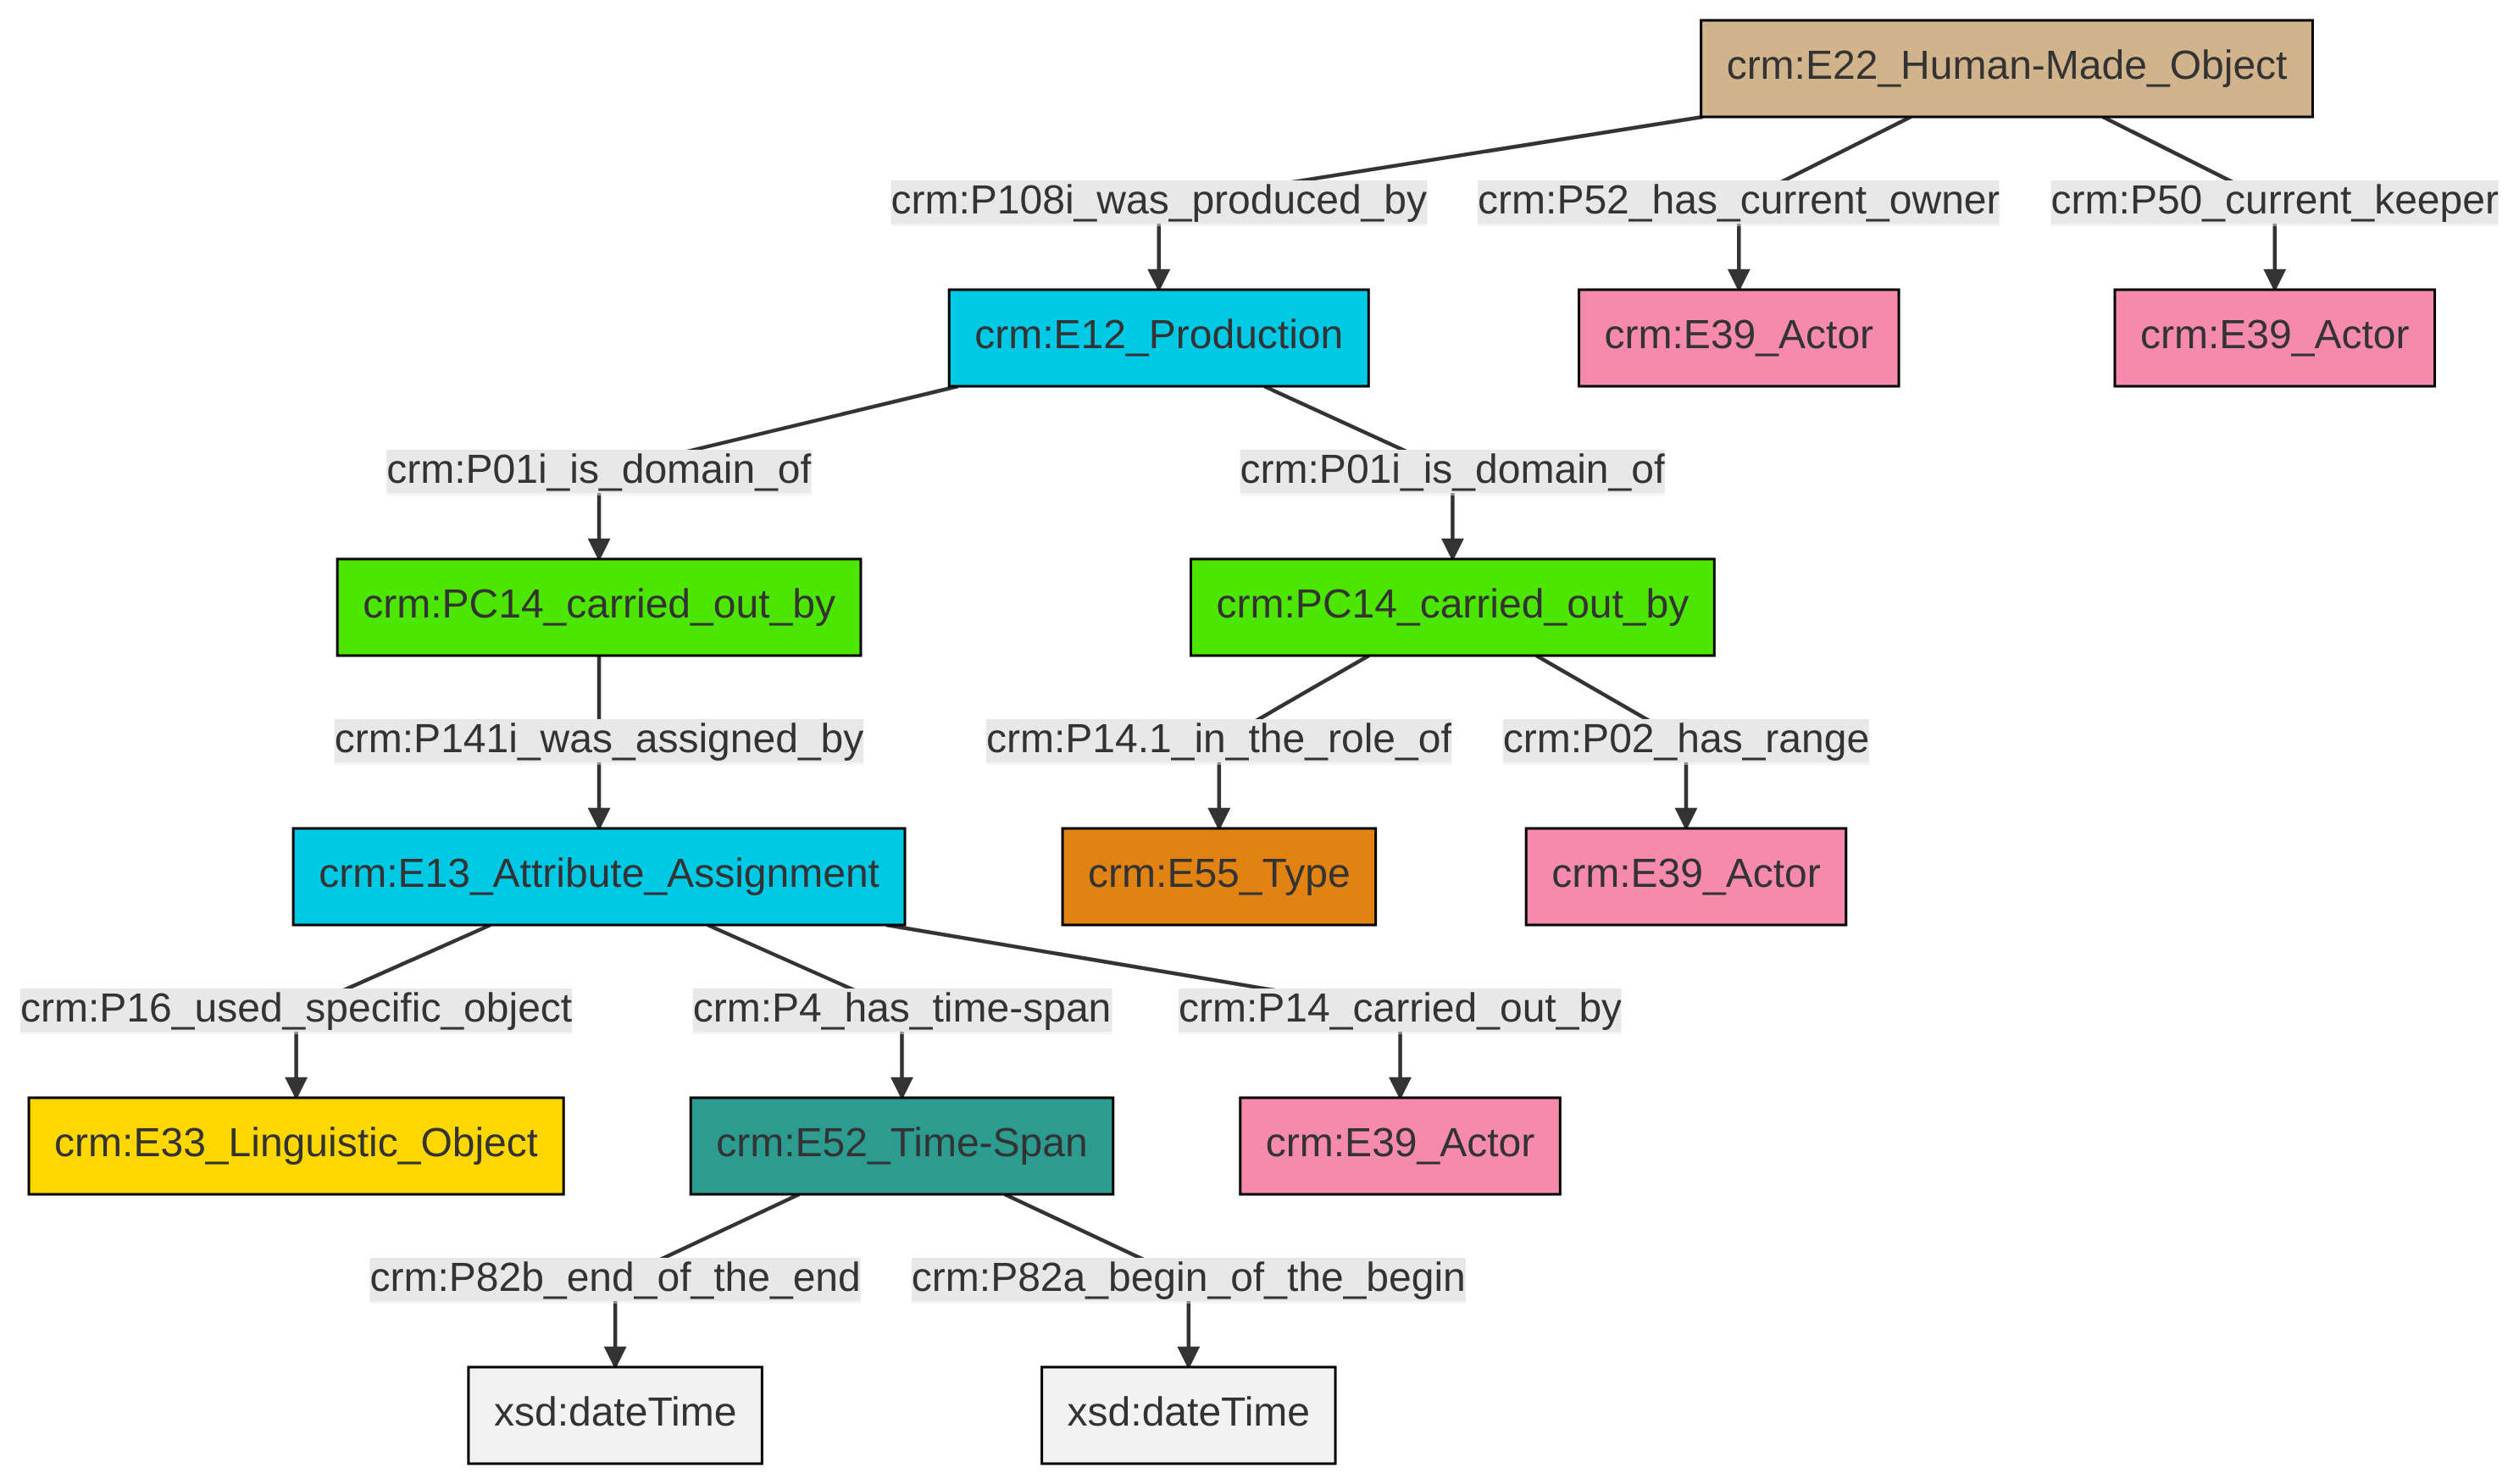 crm:E22_Human-Made_Object
crm:P108i_was_produced_by
crm:P52_has_current_owner
crm:P50_current_keeper
crm:E12_Production
crm:E39_Actor
crm:E39_Actor
crm:P01i_is_domain_of
crm:P01i_is_domain_of
crm:PC14_carried_out_by
crm:PC14_carried_out_by
crm:P141i_was_assigned_by
crm:P14.1_in_the_role_of
crm:P02_has_range
crm:E13_Attribute_Assignment
crm:E55_Type
crm:E39_Actor
crm:P16_used_specific_object
crm:P4_has_time-span
crm:P14_carried_out_by
crm:E33_Linguistic_Object
crm:E52_Time-Span
crm:E39_Actor
crm:P82b_end_of_the_end
crm:P82a_begin_of_the_begin
xsd:dateTime
xsd:dateTime